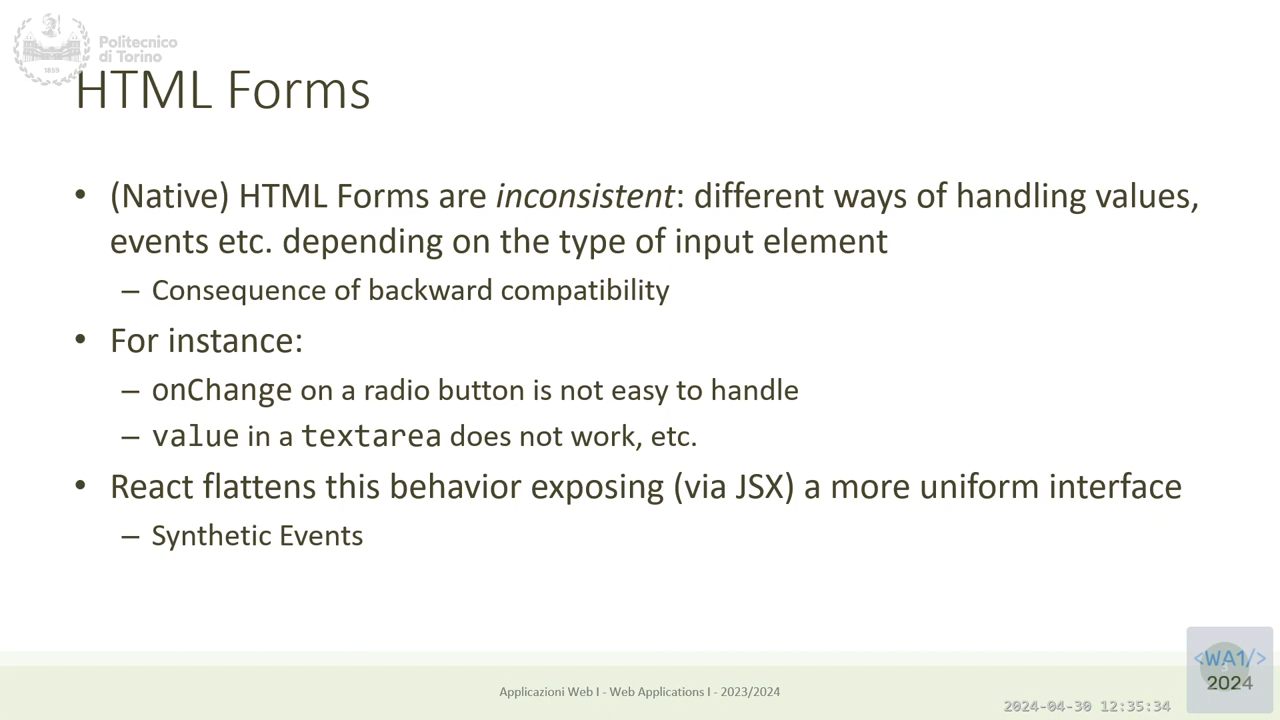 Politecnico
di Torino
1859
HTML Forms
• (Native) HTML Forms are inconsistent: different ways of handling values,
events etc. depending on the type of input element
– Consequence of backward compatibility
• For instance:
– onChange on a radio button is not easy to handle
– value in a textarea does not work, etc.
• React flattens this behavior exposing (via JSX) a more uniform interface
– Synthetic Events
Applicazioni Web I - Web Applications I - 2023/2024
2024-04-30 12:35:34
<WA1/>
3
2024